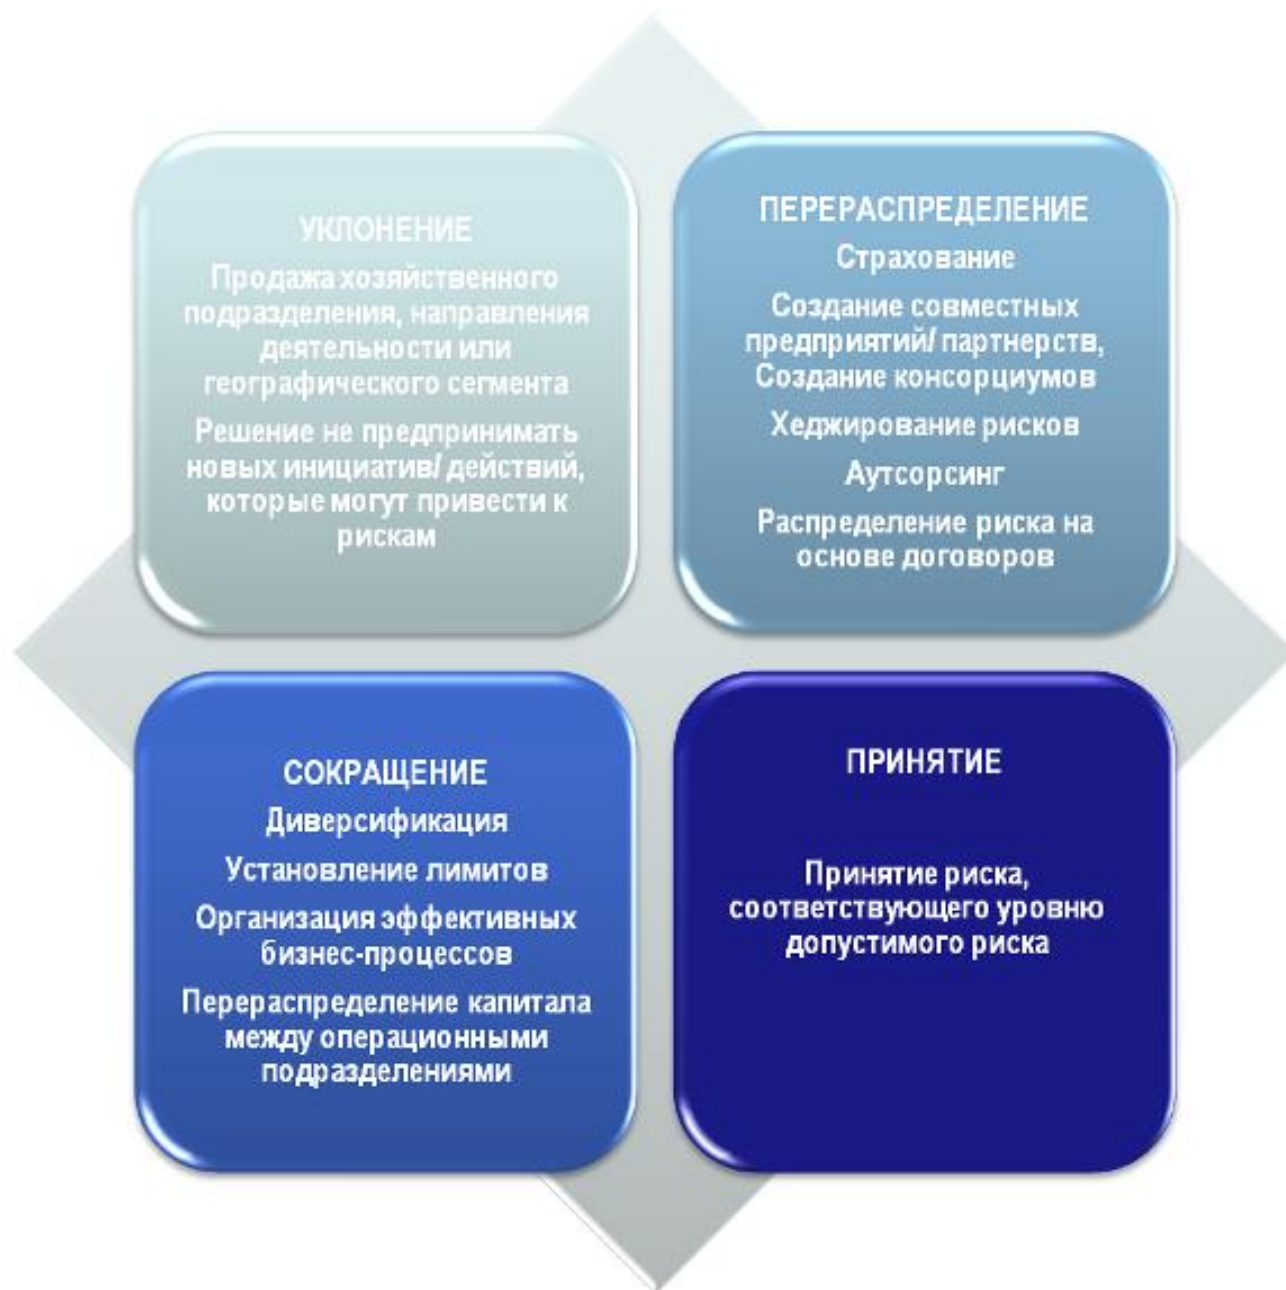 УКЛОНЕНИЕ
Продажа хозяйственного
подразделения, направления
деятельности или
географического сегмента
Решение не предпринимать
новых инициатив/ действий,
которые могут привести к
рискам
ПЕРЕРАСПРЕДЕЛЕНИЕ
Страхование
Создание совместных
предприятий/ партнерств,
Создание консорциумов
Хеджирование рисков
Аутсорсинг
Распределение риска на
основе договоров
СОКРАЩЕНИЕ
Диверсификация
Установление лимитов
Организация эффективных
бизнес-процессов
Перераспределение капитала
между операционными
подразделениями
ПРИНЯТИЕ
Принятие риска,
соответствующего уровню
допустимого риска